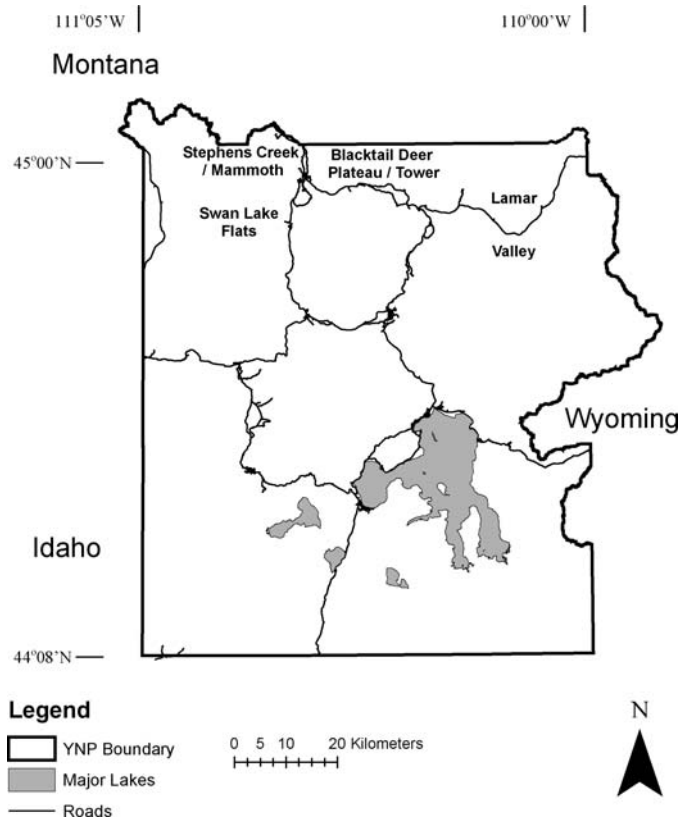 111°05'W
110°00'W
Montana
45°00'N
Stephens Creek
/ Mammoth
Blacktail Deer
Plateau / Tower
Lamar
Swan Lake
Flats
Valley
Wyoming
Idaho
44°08'N
Legend
YNP Boundary
Major Lakes
Roads
0 5 10 20 Kilometers
N